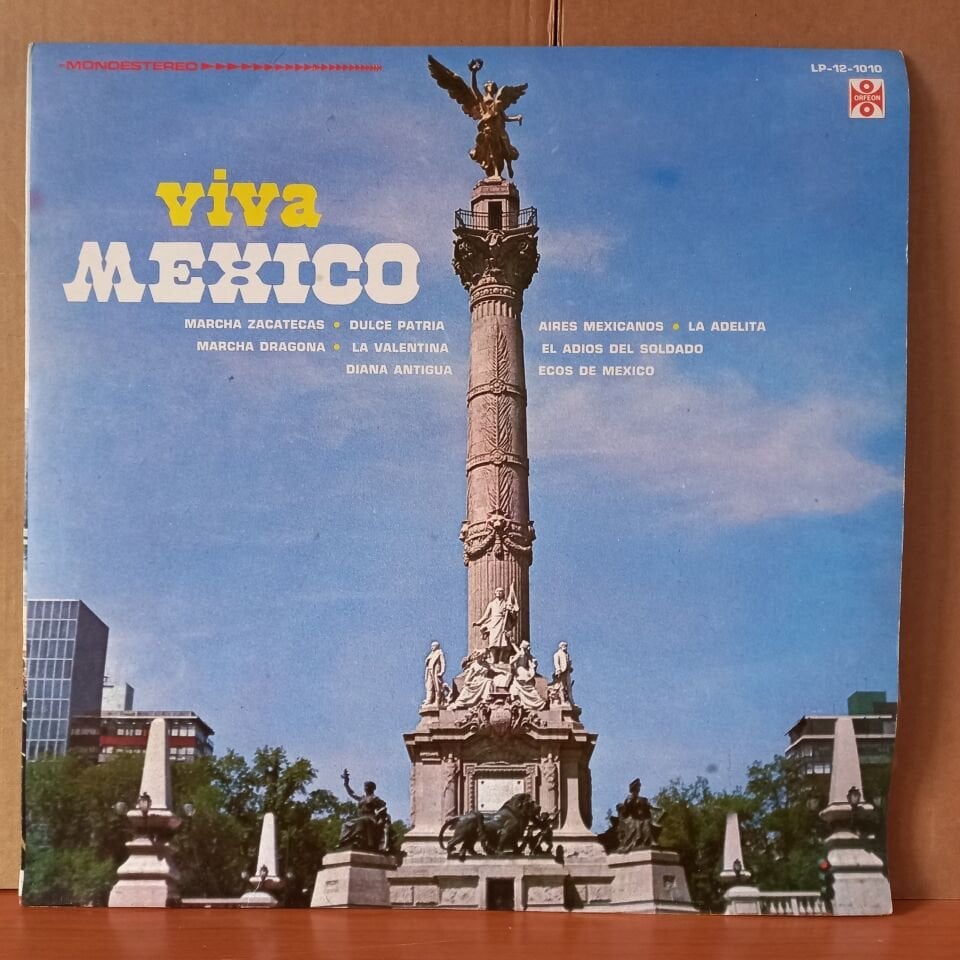 MONOESTEREO
LP-12-1010
ORFEON
viva
MEXICO
MARCHA ZACATECAS • DULCE PATRIA
MARCHA DRAGONA • LA VALENTINA
DIANA ANTIGUA
AIRES MEXICANOS • LA ADELITA
EL ADIOS DEL SOLDADO
ECOS DE MEXICO